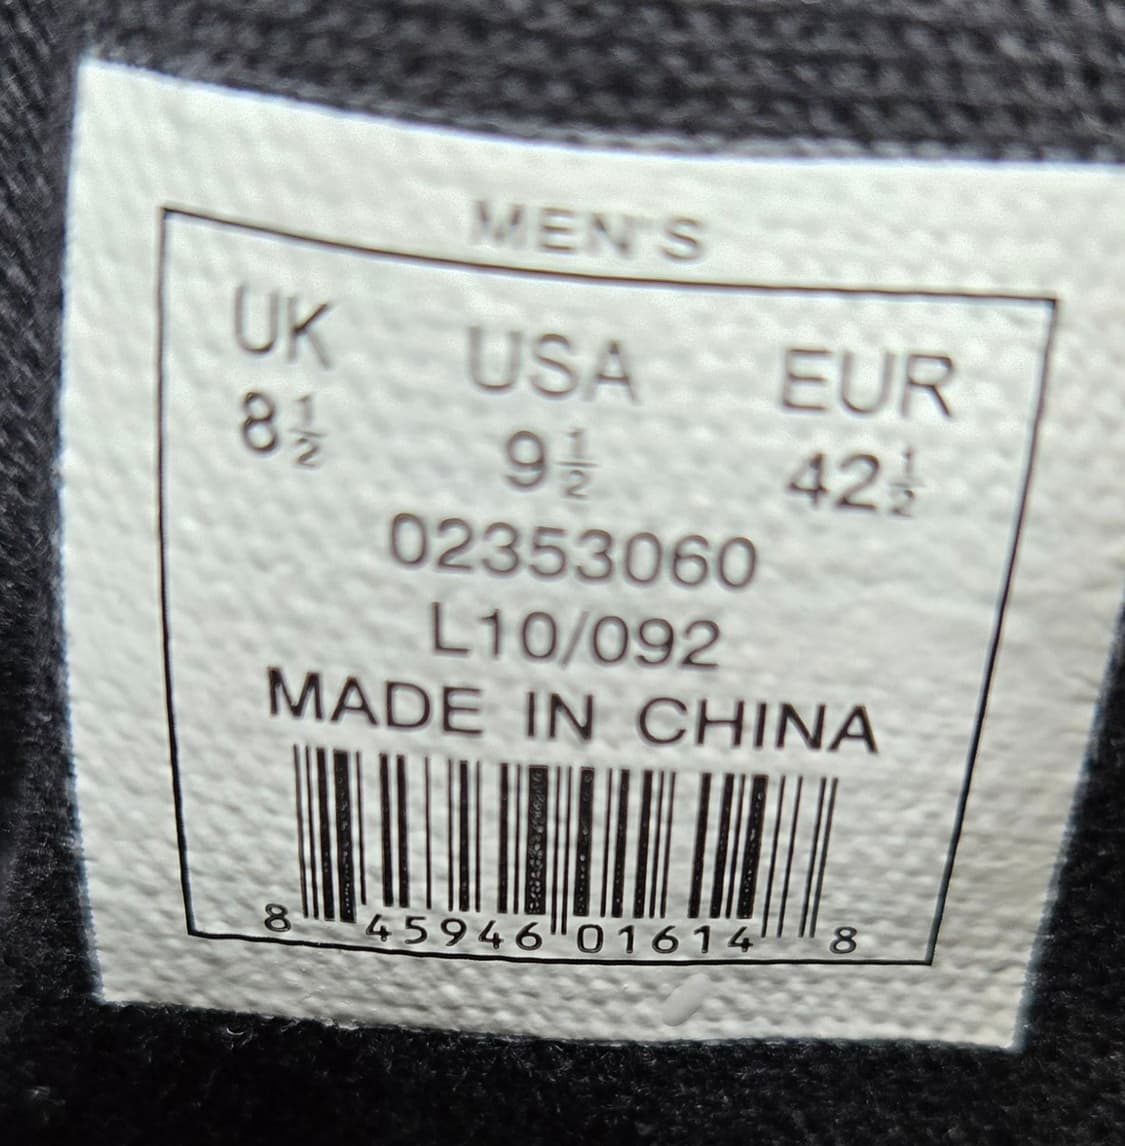 MEN'S
UK USA EUR
8½ 9½ 42½
02353060
L10/092
MADE IN CHINA
8 45946 01614 8